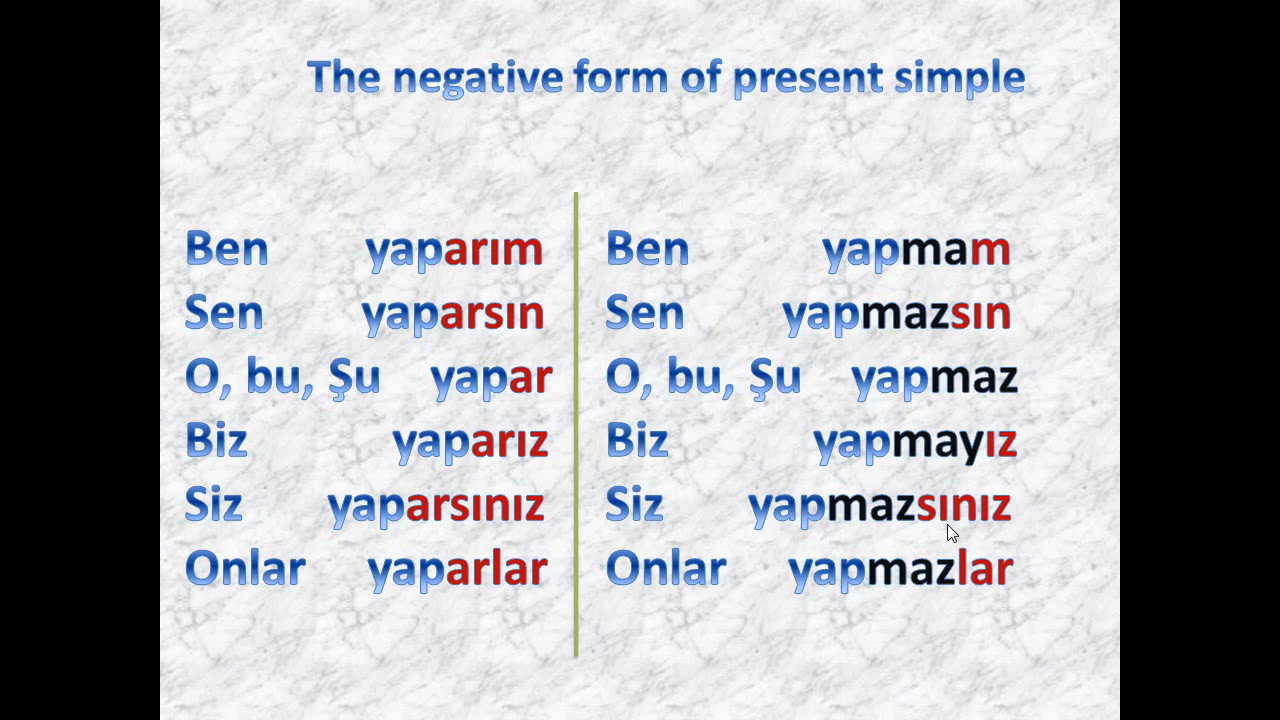 The negative form of present simple
Ben yaparım
Sen yaparsın
O, bu, Şu yapar
Biz yaparız
Siz yaparsınız
Onlar yaparlar
Ben yapmam
Sen yapmazsın
O, bu, Şu yapmaz
Biz yapmayız
Siz yapmazsınız
Onlar yapmazlar